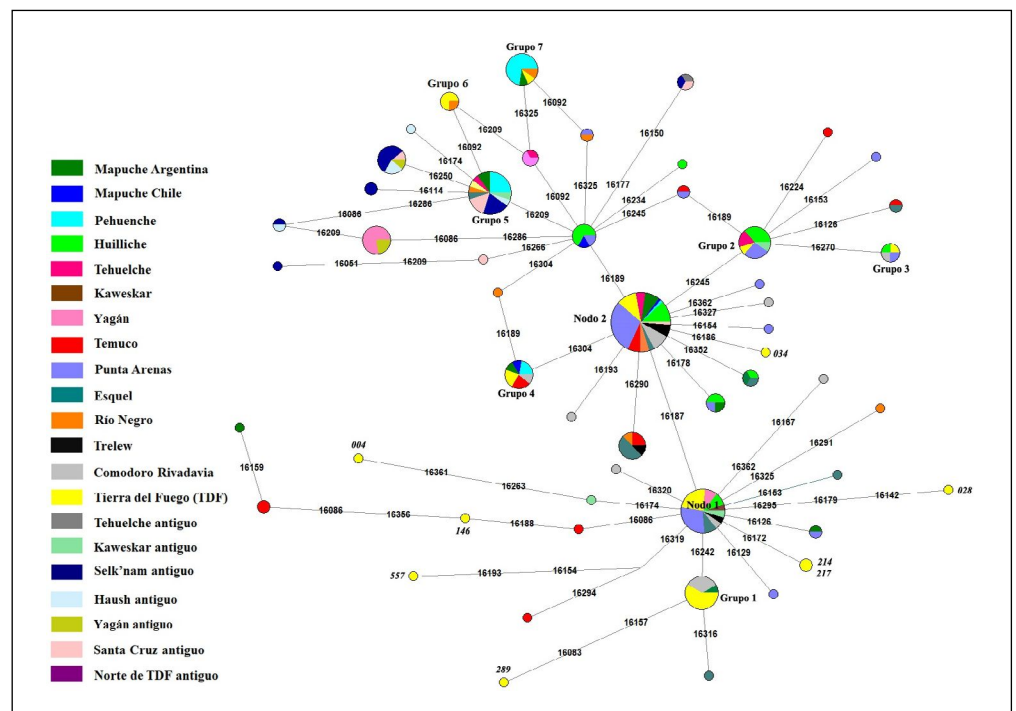 Grupo 7
Grupo 6
16092
16325
16150
16209
16092
16174
16250
16114
16286
Grupo 5
16092
16325
16177
16234
16245
16209
16189
16224
16153
16126
16270
Grupo 2
Grupo 3
16086
16209
16086
16286
16266
16051
16209
16304
16189
16245
16362
16327
16154
16186
16352
034
16178
Nodo 2
16304
16189
Grupo 4
16193
16290
16187
16167
16291
16362
16325
16163
16295
16179
16142
028
16126
16172
16129
214
217
Nodo 1
16320
16174
16086
16319
16242
Grupo 1
16159
004
16361
16263
16086
16356
146
16188
557
16193
16154
16294
16157
16083
289
16316
Mapuche Argentina
Mapuche Chile
Pehuenche
Huilliche
Tehuelche
Kaweskar
Yagán
Temuco
Punta Arenas
Esquel
Río Negro
Trelew
Comodoro Rivadavia
Tierra del Fuego (TDF)
Tehuelche antiguo
Kaweskar antiguo
Selk'nam antiguo
Haush antiguo
Yagán antiguo
Santa Cruz antiguo
Norte de TDF antiguo